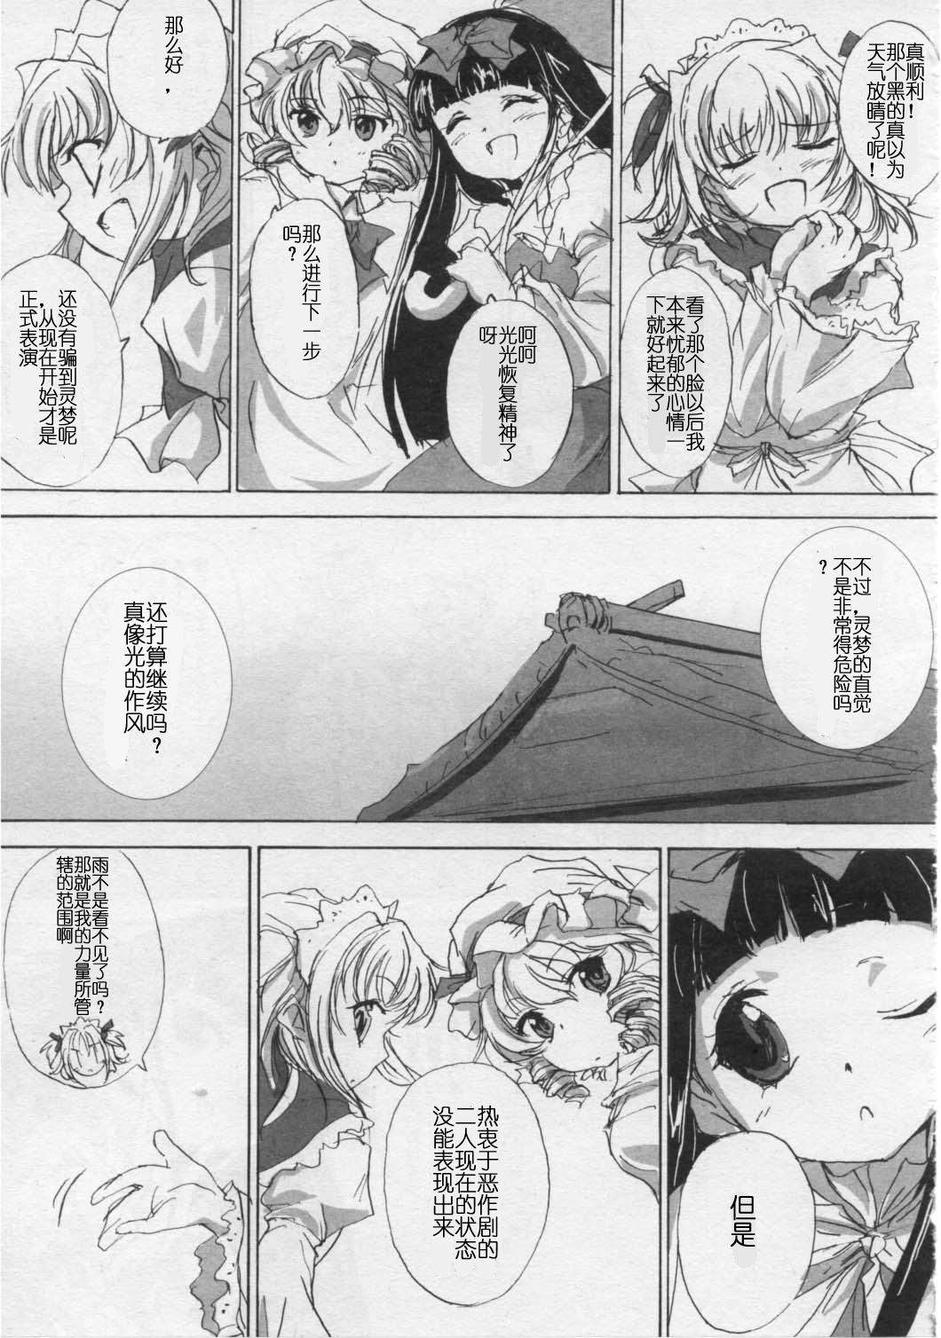 真顺利！
那个黑的真以为
天气放晴了呢！
看了那个脸以后我
本来忧郁的心情一
下就好起来了
呵呵
光光恢复精神了
呀
那么进行下一步
吗？
那么好，
还没有骗到灵梦呢
，从现在开始才是
正式表演
不过，灵梦的直觉
不是非常得危险吗
？
还打算继续吗？
真像光的作风
但是
热衷于恶作剧的
二人现在的状态
没能表现出来
雨不是看不见了吗？
那就是我的力量所管
辖的范围啊